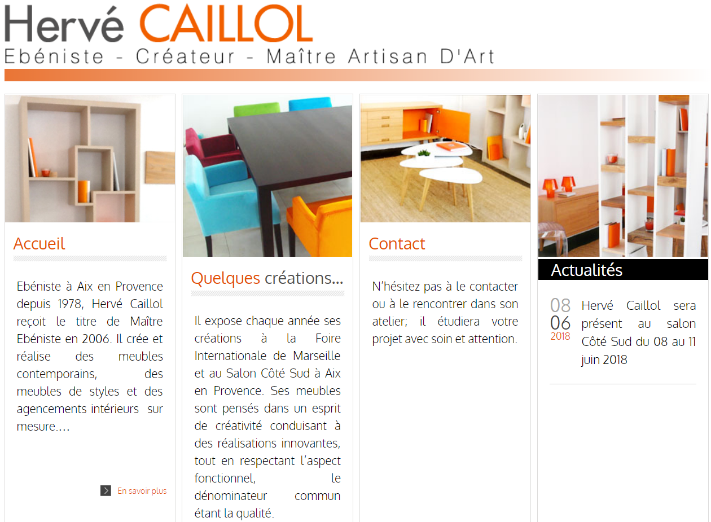 Hervé CAILLOL
Ebéniste - Créateur - Maître Artisan D'Art
Accueil
Ebéniste à Aix en Provence
depuis 1978, Hervé Caillol
reçoit le titre de Maître
Ebéniste en 2006. Il crée et
réalise des meubles
contemporains, des
meubles de styles et des
agencements intérieurs sur
mesure....
En savoir plus
Quelques créations...
Il expose chaque année ses
créations à la Foire
Internationale de Marseille
et au Salon Côté Sud à Aix
en Provence. Ses meubles
sont pensés dans un esprit
de créativité conduisant à
des réalisations innovantes,
tout en respectant l'aspect
fonctionnel, le
dénominateur commun
étant la qualité.
Contact
N'hésitez pas à le contacter
ou à le rencontrer dans son
atelier; il étudiera votre
projet avec soin et attention.
Actualités
08
06
2018
Hervé Caillol sera
présent au salon
Côté Sud du 08 au 11
juin 2018